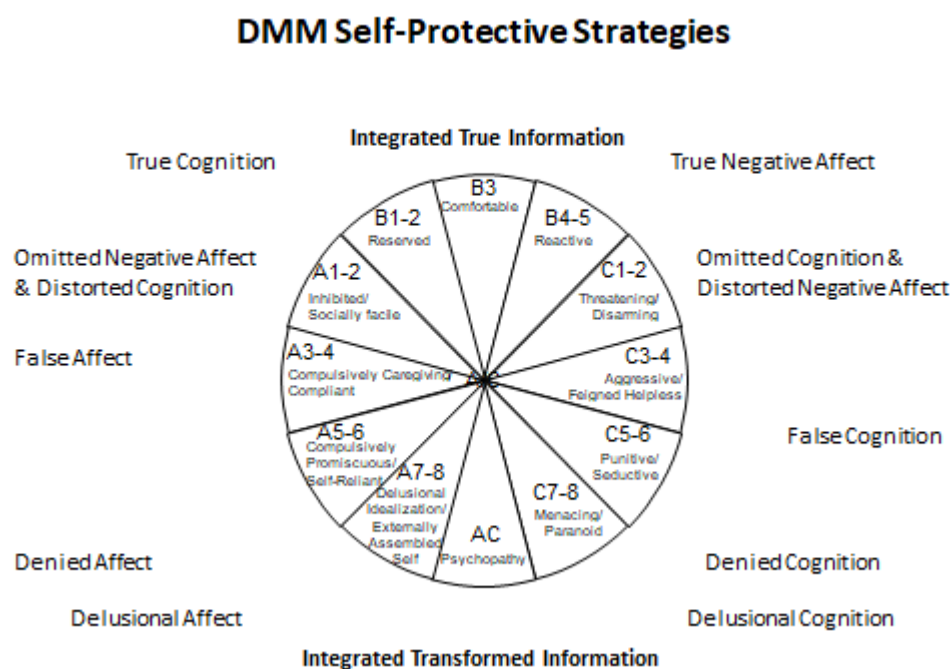 DMM Self-Protective Strategies
Integrated True Information
True Cognition
True Negative Affect
B3
Comfortable
B1-2
Reserved
B4-5
Reactive
Omitted Negative Affect
& Distorted Cognition
Omitted Cognition &
Distorted Negative Affect
A1-2
Inhibited/
Socially facile
C1-2
Threatening/
Disarming
False Affect
A3-4
Compulsively Caregiving/
Compliant
C3-4
Aggressive/
Feigned Helpless
A5-6
Compulsively
Promiscuous/
Self-Reliant
C5-6
Punitive/
Seductive
False Cognition
A7-8
Delusional
Idealization/
Externally
Assembled
Self
C7-8
Menacing/
Paranoid
AC
Psychopathy
Denied Affect
Denied Cognition
Delusional Affect
Delusional Cognition
Integrated Transformed Information